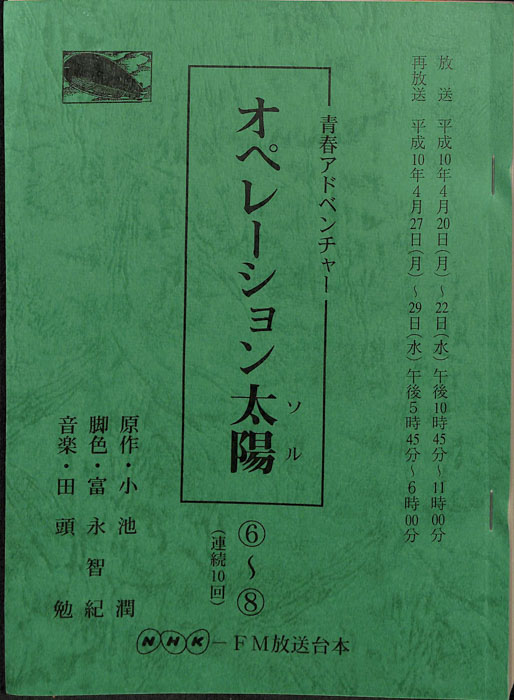 放送 平成10年4月20日(月)～22日(水)午後10時45分～11時00分
再放送 平成10年4月27日(月)～29日(水)午後5時45分～6時00分
青春アドベンチャー
オペレーション太陽
ソル
⑥～⑧
(連続10回)
原作・小池 潤
脚色・富永智紀
音楽・田頭 勉
NHK－FM放送台本